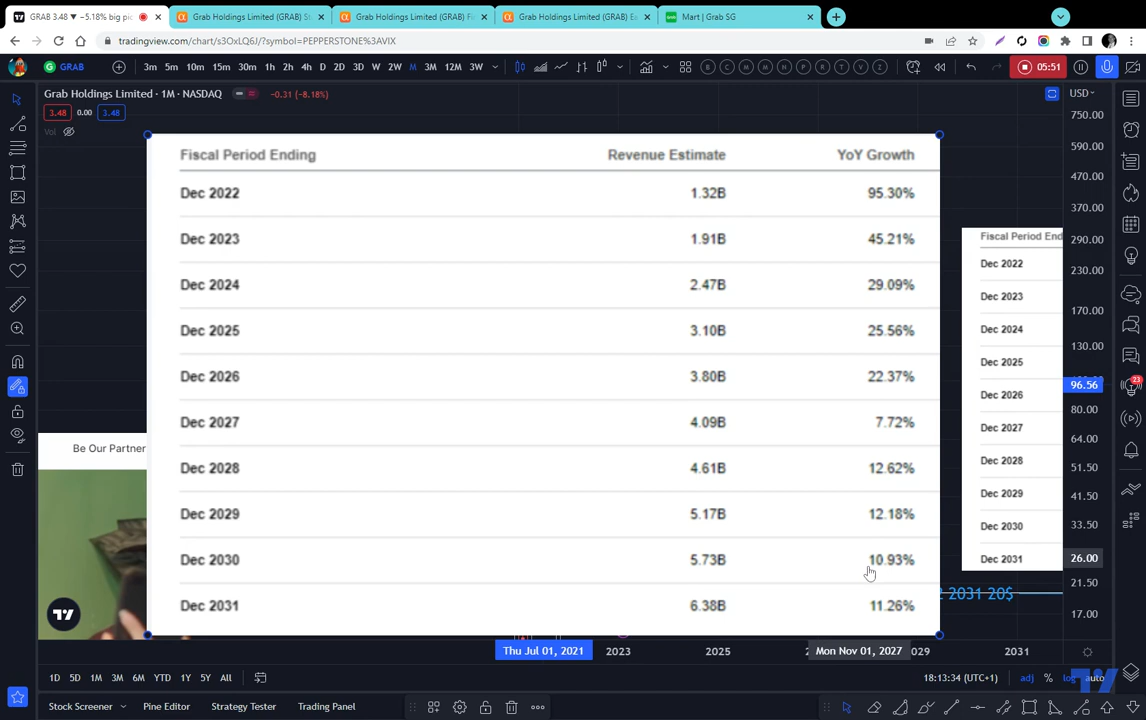 GRAB 3.48 ▼ −5.18% big pic
Grab Holdings Limited (GRAB) St
Grab Holdings Limited (GRAB) Fi
Grab Holdings Limited (GRAB) Ea
Mart | Grab SG
tradingview.com/chart/s3OxLQ6J/?symbol=PEPPERSTONE%3AVIX
GRAB 3m 5m 10m 15m 30m 1h 2h 4h D 2D 3D W 2W M 3M 12M 3W
B C M M H P R T V Z
05:51
Grab Holdings Limited · 1M · NASDAQ −0.31 (−8.18%)
USD
3.48 0.00 3.48
Vol
Fiscal Period Ending Revenue Estimate YoY Growth
Dec 2022 1.32B 95.30%
Dec 2023 1.91B 45.21%
Dec 2024 2.47B 29.09%
Dec 2025 3.10B 25.56%
Dec 2026 3.80B 22.37%
Dec 2027 4.09B 7.72%
Dec 2028 4.61B 12.62%
Dec 2029 5.17B 12.18%
Dec 2030 5.73B 10.93%
Dec 2031 6.38B 11.26%
Be Our Partner
Fiscal Period End
Dec 2022
Dec 2023
Dec 2024
Dec 2025
Dec 2026
Dec 2027
Dec 2028
Dec 2029
Dec 2030
Dec 2031
2031 20$
750.00
590.00
470.00
370.00
290.00
230.00
170.00
130.00
96.56
80.00
64.00
51.50
41.50
33.50
26.00
21.50
17.00
23
Thu Jul 01, 2021 2023 2025 Mon Nov 01, 2027 029 2031
1D 5D 1M 3M 6M YTD 1Y 5Y All
18:13:34 (UTC+1) adj % log auto
Stock Screener Pine Editor Strategy Tester Trading Panel